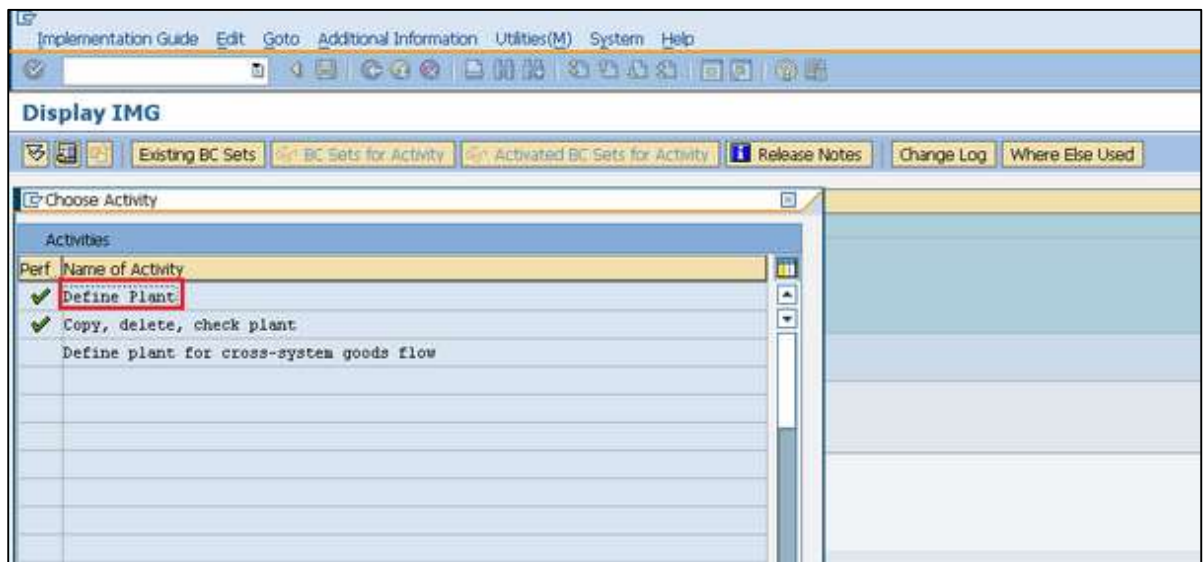 Implementation Guide Edit Goto Additional Information Utilities(M) System Help
Display IMG
Existing BC Sets BC Sets for Activity Activated BC Sets for Activity Release Notes Change Log Where Else Used
Choose Activity
Activities
Perf Name of Activity
Define Plant
Copy, delete, check plant
Define plant for cross-system goods flow